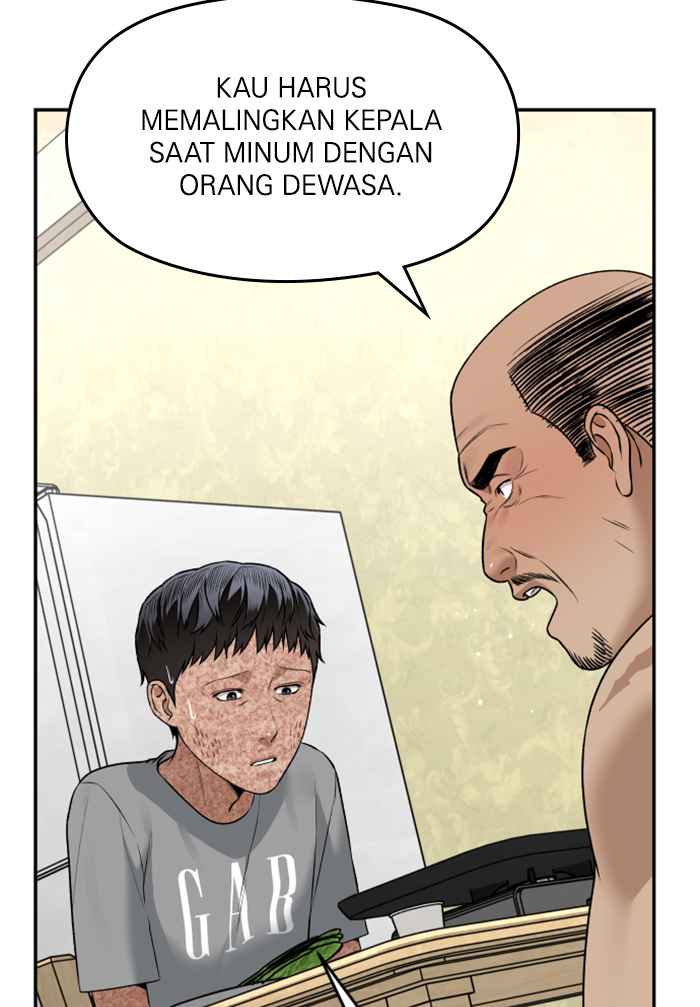 KAU HARUS
MEMALINGKAN KEPALA
SAAT MINUM DENGAN
ORANG DEWASA.
GAB